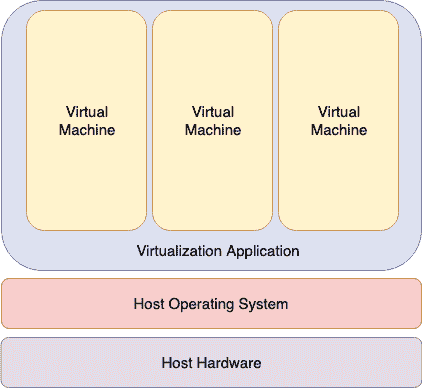 Virtual
Machine
Virtual
Machine
Virtual
Machine
Virtualization Application
Host Operating System
Host Hardware